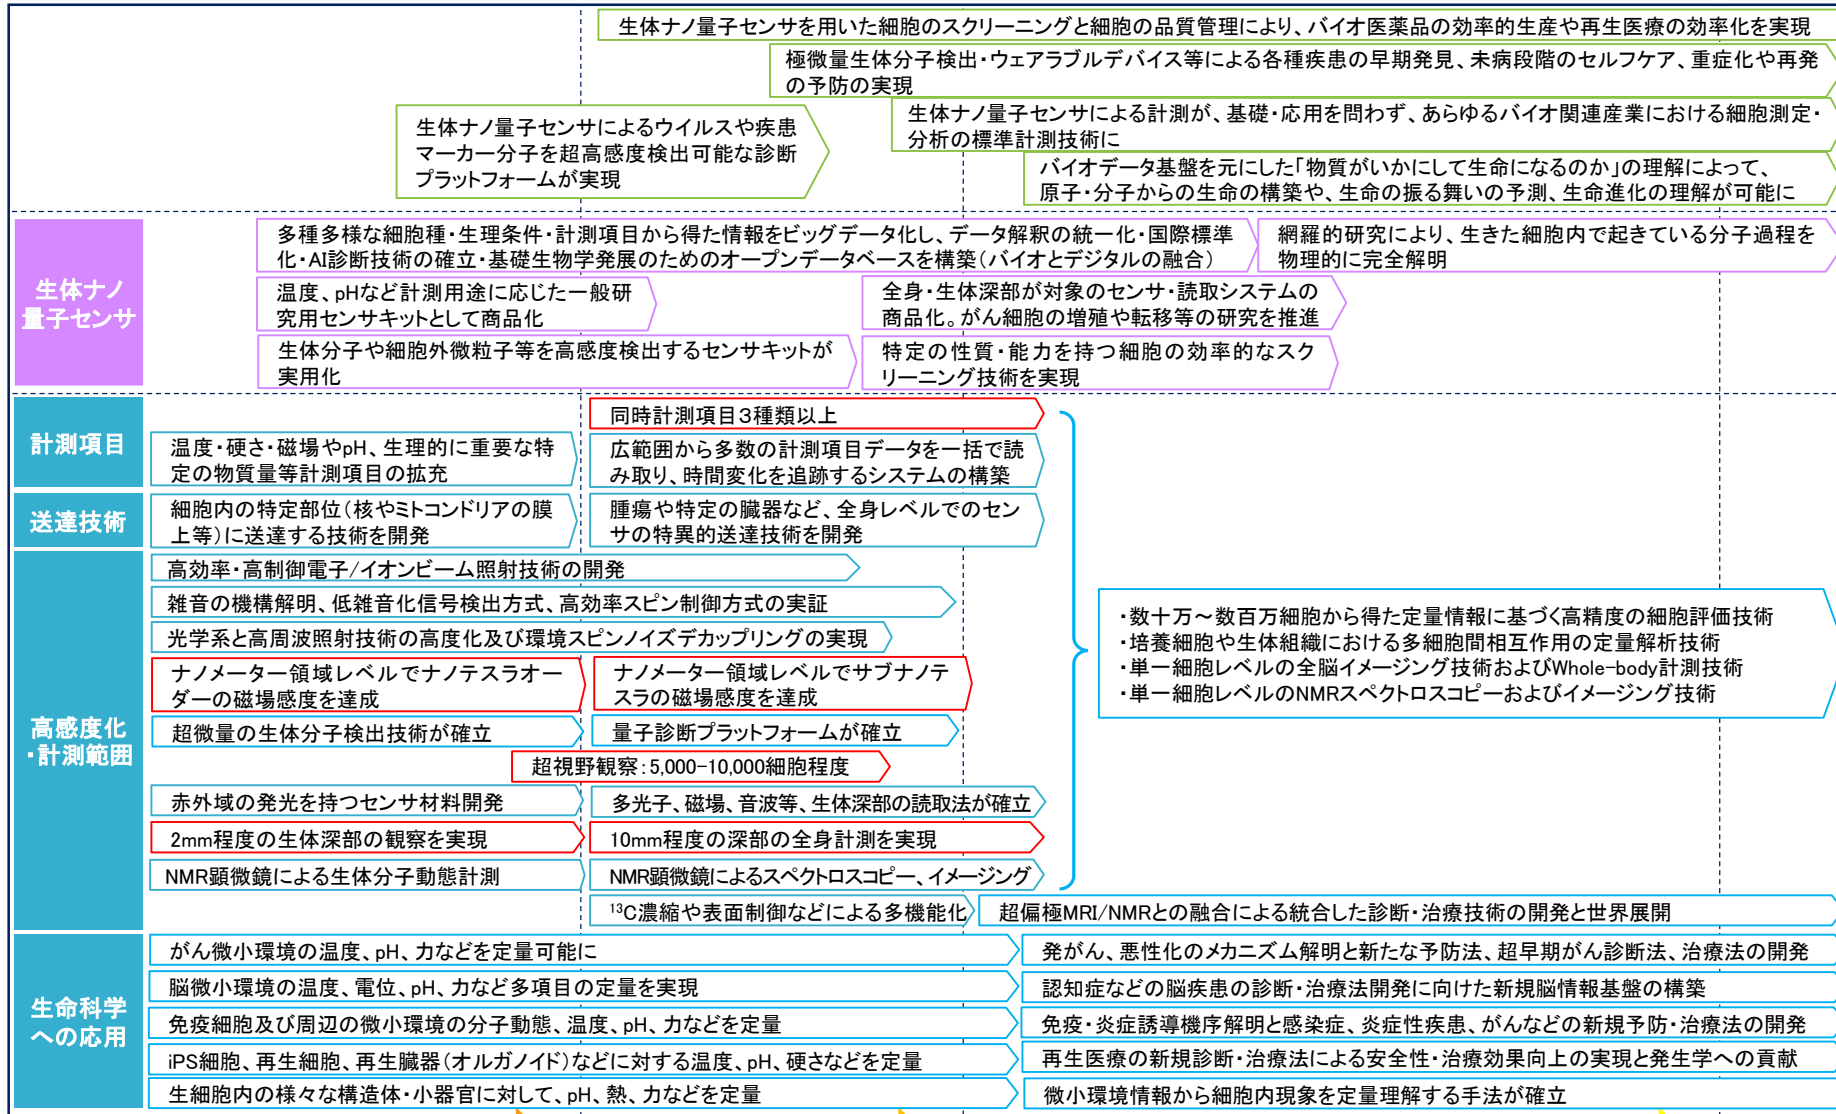 生体ナノ量子センサを用いた細胞のスクリーニングと細胞の品質管理により、バイオ医薬品の効率的生産や再生医療の効率化を実現
極微量生体分子検出・ウェアラブルデバイス等による各種疾患の早期発見、未病段階のセルフケア、重症化や再発
の予防の実現
生体ナノ量子センサによるウイルスや疾患
マーカー分子を超高感度検出可能な診断
プラットフォームが実現
生体ナノ量子センサによる計測が、基礎・応用を問わず、あらゆるバイオ関連産業における細胞測定・
分析の標準計測技術に
バイオデータ基盤を元にした「物質がいかにして生命になるのか」の理解によって、
原子・分子からの生命の構築や、生命の振る舞いの予測、生命進化の理解が可能に
生体ナノ
量子センサ
多種多様な細胞種・生理条件・計測項目から得た情報をビッグデータ化し、データ解釈の統一化・国際標準
化・AI診断技術の確立・基礎生物学発展のためのオープンデータベースを構築(バイオとデジタルの融合)
網羅的研究により、生きた細胞内で起きている分子過程を
物理的に完全解明
温度、pHなど計測用途に応じた一般研
究用センサキットとして商品化
全身・生体深部が対象のセンサ・読取システムの
商品化。がん細胞の増殖や転移等の研究を推進
生体分子や細胞外微粒子等を高感度検出するセンサキットが
実用化
特定の性質・能力を持つ細胞の効率的なスク
リーニング技術を実現
計測項目
同時計測項目3種類以上
温度・硬さ・磁場やpH、生理的に重要な特
定の物質量等計測項目の拡充
広範囲から多数の計測項目データを一括で読
み取り、時間変化を追跡するシステムの構築
送達技術
細胞内の特定部位(核やミトコンドリアの膜
上等)に送達する技術を開発
腫瘍や特定の臓器など、全身レベルでのセン
サの特異的送達技術を開発
高感度化
・計測範囲
高効率・高制御電子/イオンビーム照射技術の開発
雑音の機構解明、低雑音化信号検出方式、高効率スピン制御方式の実証
光学系と高周波照射技術の高度化及び環境スピンノイズデカップリングの実現
ナノメーター領域レベルでナノテスラオー
ダーの磁場感度を達成
ナノメーター領域レベルでサブナノテ
スラの磁場感度を達成
超微量の生体分子検出技術が確立
量子診断プラットフォームが確立
超視野観察:5,000-10,000細胞程度
赤外域の発光を持つセンサ材料開発
多光子、磁場、音波等、生体深部の読取法が確立
2mm程度の生体深部の観察を実現
10mm程度の深部の全身計測を実現
NMR顕微鏡による生体分子動態計測
NMR顕微鏡によるスペクトロスコピー、イメージング
・数十万～数百万細胞から得た定量情報に基づく高精度の細胞評価技術
・培養細胞や生体組織における多細胞間相互作用の定量解析技術
・単一細胞レベルの全脳イメージング技術およびWhole-body計測技術
・単一細胞レベルのNMRスペクトロスコピーおよびイメージング技術
¹³C濃縮や表面制御などによる多機能化
超偏極MRI/NMRとの融合による統合した診断・治療技術の開発と世界展開
生命科学
への応用
がん微小環境の温度、pH、力などを定量可能に
発がん、悪性化のメカニズム解明と新たな予防法、超早期がん診断法、治療法の開発
脳微小環境の温度、電位、pH、力など多項目の定量を実現
認知症などの脳疾患の診断・治療法開発に向けた新規脳情報基盤の構築
免疫細胞及び周辺の微小環境の分子動態、温度、pH、力などを定量
免疫・炎症誘導機序解明と感染症、炎症性疾患、がんなどの新規予防・治療法の開発
iPS細胞、再生細胞、再生臓器(オルガノイド)などに対する温度、pH、硬さなどを定量
再生医療の新規診断・治療法による安全性・治療効果向上の実現と発生学への貢献
生細胞内の様々な構造体・小器官に対して、pH、熱、力などを定量
微小環境情報から細胞内現象を定量理解する手法が確立